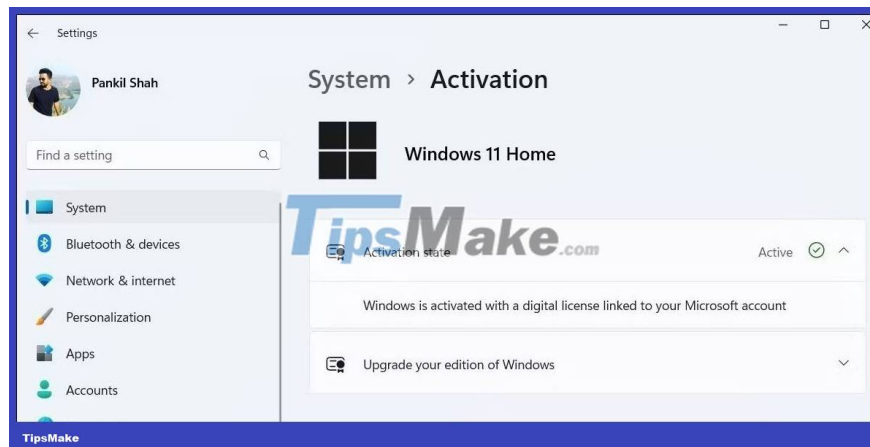 Settings
Pankil Shah
Find a setting
System
Bluetooth & devices
Network & internet
Personalization
Apps
Accounts
System > Activation
Windows 11 Home
TipsMake.com
Activation state
Active
Windows is activated with a digital license linked to your Microsoft account
Upgrade your edition of Windows
TipsMake